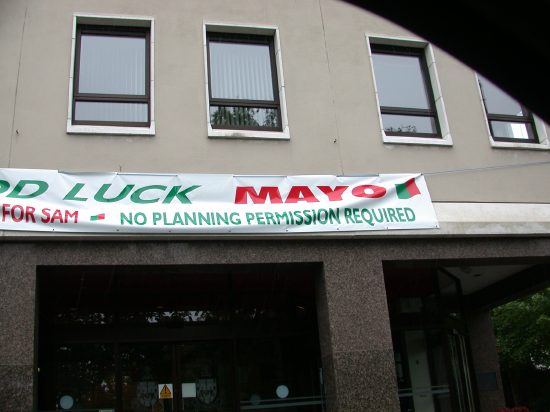 OD LUCK MAYO
FOR SAM - NO PLANNING PERMISSION REQUIRED